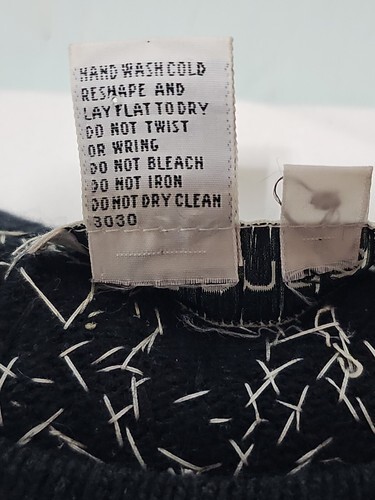 HAND WASH COLD
RESHAPE AND
LAY FLAT TO DRY
DO NOT TWIST
OR WRING
DO NOT BLEACH
DO NOT IRON
DO NOT DRY CLEAN
3030